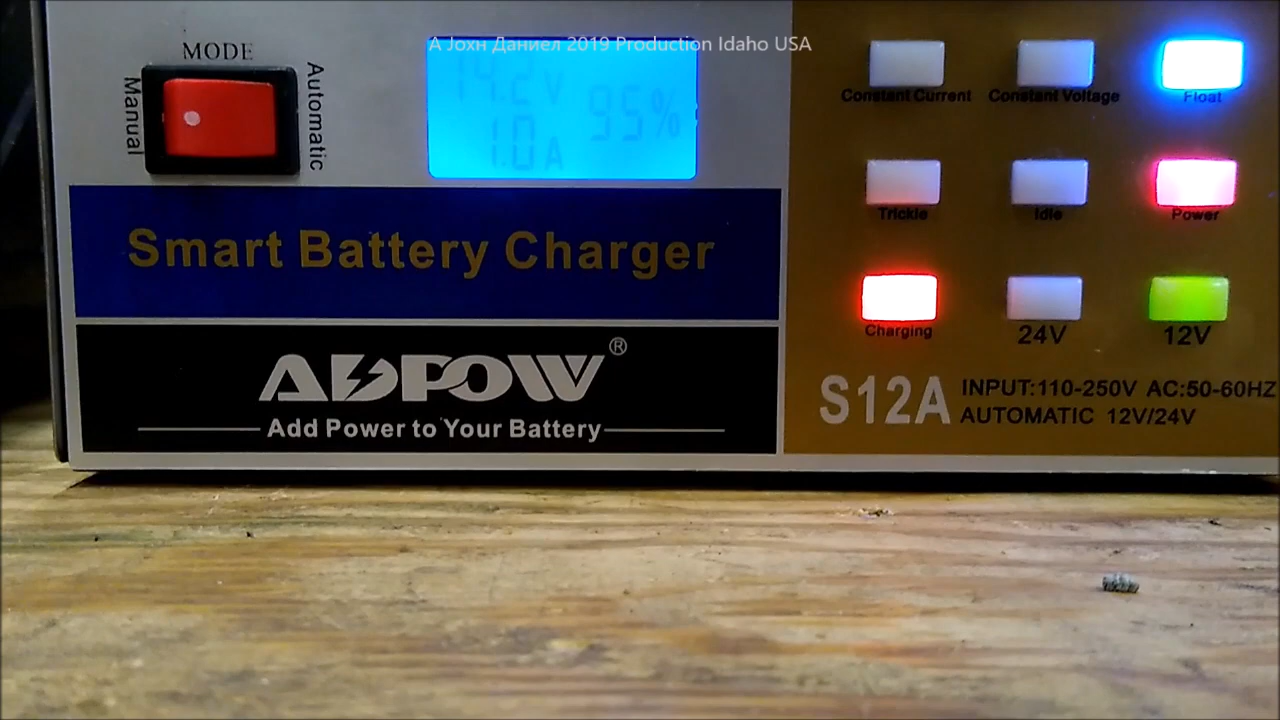 A Јохн Даниел 2019 Production Idaho USA
MODE
Manual
Automatic
14.2V
95%
1.0A
Constant Current
Constant Voltage
Float
Trickle
Idle
Power
Charging
24V
12V
Smart Battery Charger
ADPOW®
Add Power to Your Battery
S12A
INPUT:110-250V AC:50-60HZ
AUTOMATIC 12V/24V